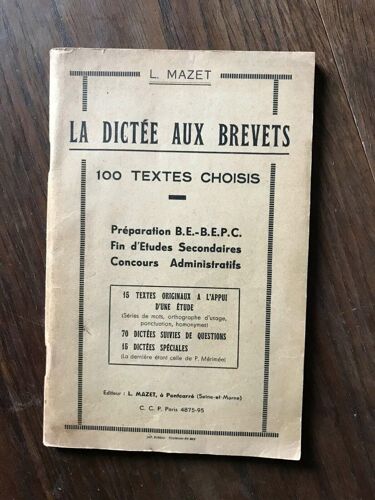 L. MAZET
LA DICTÉE AUX BREVETS
100 TEXTES CHOISIS
Préparation B.E.-B.E.P.C.
Fin d'Etudes Secondaires
Concours Administratifs
15 TEXTES ORIGINAUX A L'APPUI
D'UNE ÉTUDE
(Séries de mots, orthographe d'usage,
ponctuation, homonymes)
70 DICTÉES SUIVIES DE QUESTIONS
15 DICTÉES SPÉCIALES
(La dernière étant celle de P. Mérimée)
Editeur : L. MAZET, à Pontcarré (Seine-et-Marne)
C. C. P. Paris 4875-95